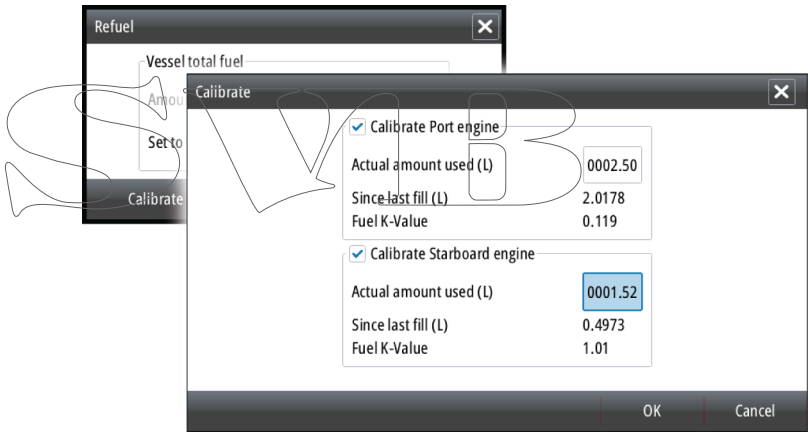 Refuel
Vessel total fuel
Amou
Set to
Calibrate
Calibrate
Calibrate Port engine
Actual amount used (L) 0002.50
Since last fill (L) 2.0178
Fuel K-Value 0.119
Calibrate Starboard engine
Actual amount used (L) 0001.52
Since last fill (L) 0.4973
Fuel K-Value 1.01
OK Cancel
SVB